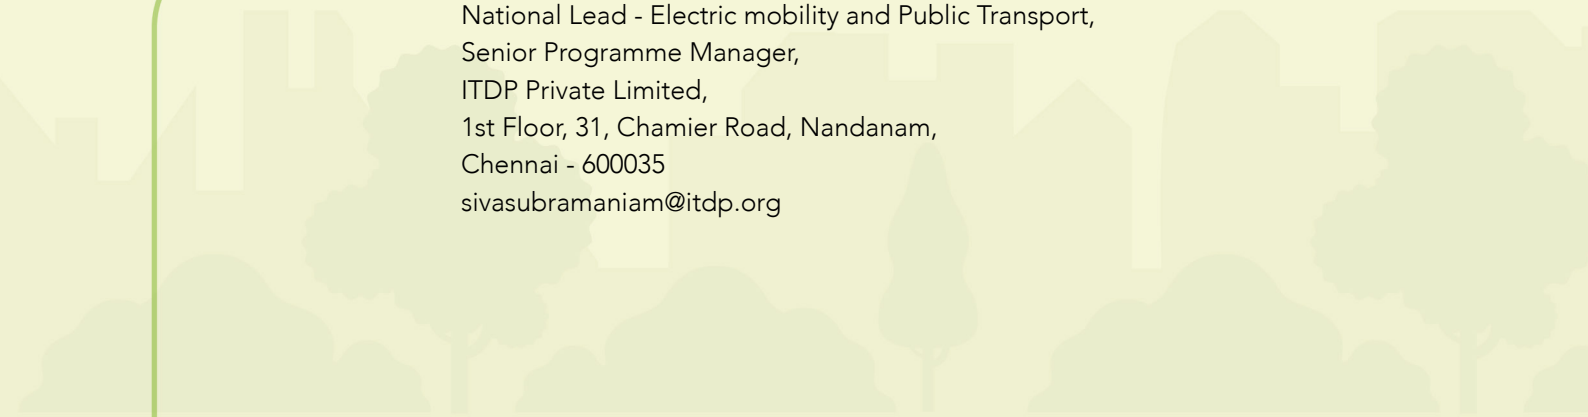 National Lead - Electric mobility and Public Transport,
Senior Programme Manager,
ITDP Private Limited,
1st Floor, 31, Chamier Road, Nandanam,
Chennai - 600035
sivasubramaniam@itdp.org